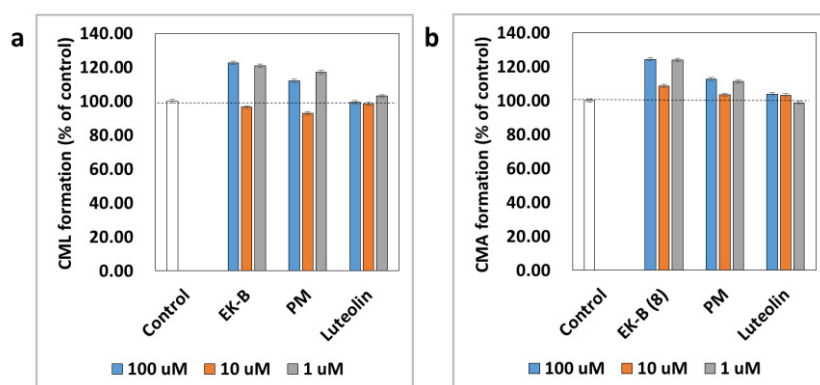 a
CML formation (% of control)
140.00
120.00
100.00
80.00
60.00
40.00
20.00
0.00
Control
EK-B
PM
Luteolin
100 uM 10 uM 1 uM
b
CMA formation (% of control)
140.00
120.00
100.00
80.00
60.00
40.00
20.00
0.00
Control
EK-B (8)
PM
Luteolin
100 uM 10 uM 1 uM